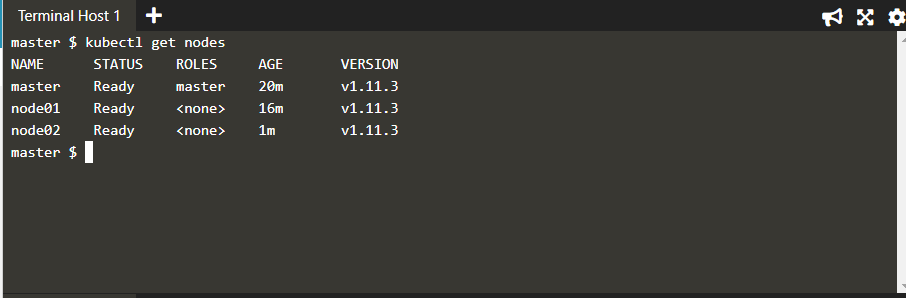 Terminal Host 1
master $ kubectl get nodes
NAME      STATUS    ROLES     AGE       VERSION
master    Ready     master    20m       v1.11.3
node01    Ready     <none>    16m       v1.11.3
node02    Ready     <none>    1m        v1.11.3
master $